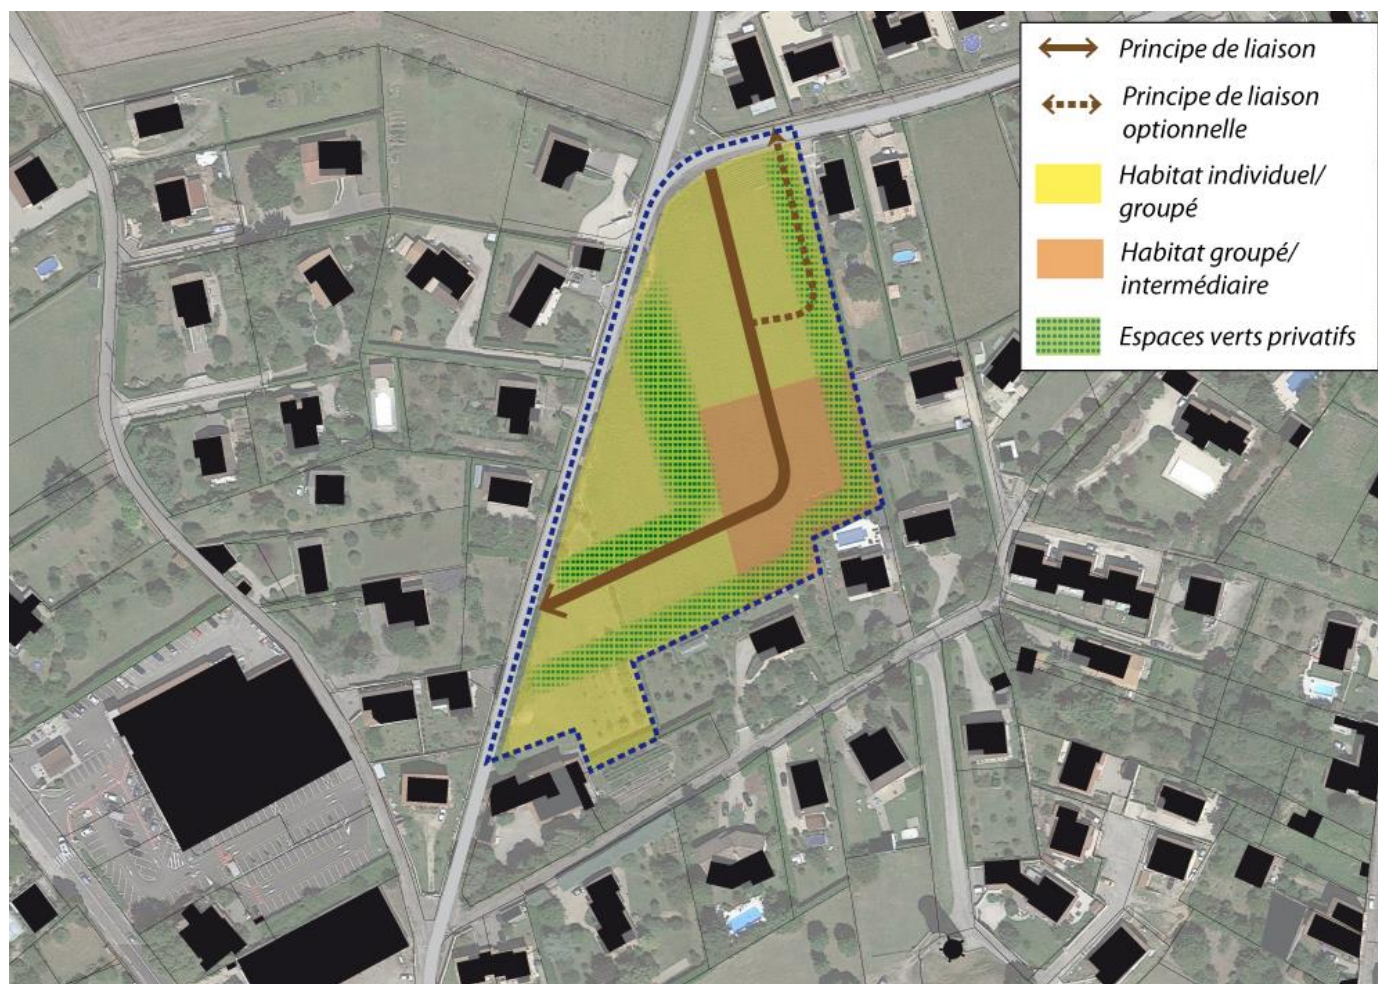 Principe de liaison
Principe de liaison
optionnelle
Habitat individuel/
groupé
Habitat groupé/
intermédiaire
Espaces verts privatifs